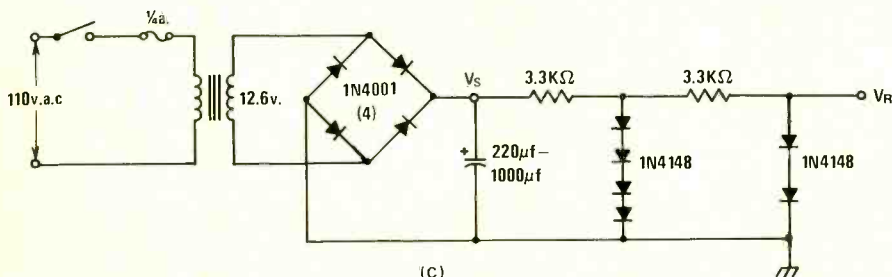 ¼a.
110v.a.c
12.6v.
1N4001
(4)
VS
3.3KΩ
3.3KΩ
VR
+
220µf–
1000µf
1N4148
1N4148
(C)